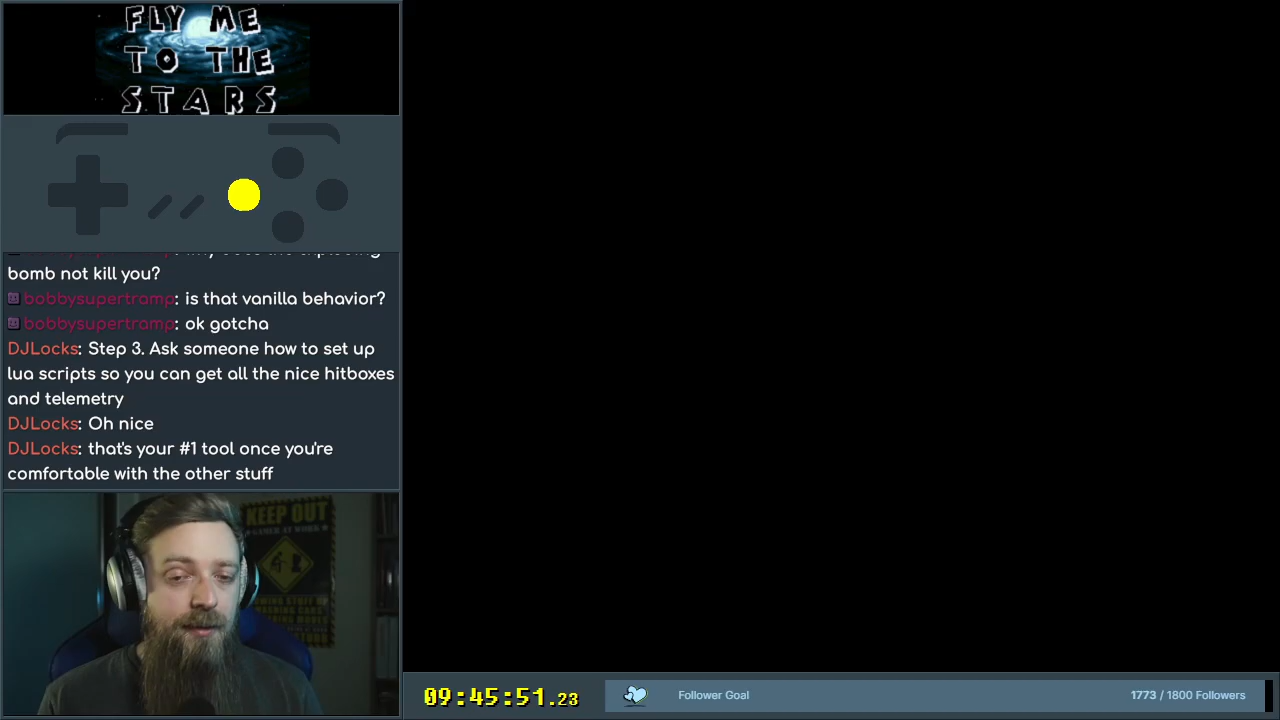 FLY ME
TO THE
STARS
bomb not kill you?
bobbysupertramp: is that vanilla behavior?
bobbysupertramp: ok gotcha
DJLocks: Step 3. Ask someone how to set up
lua scripts so you can get all the nice hitboxes
and telemetry
DJLocks: Oh nice
DJLocks: that's your #1 tool once you're
comfortable with the other stuff
KEEP OUT
GAMER AT WORK
09:45:51.23
Follower Goal
1773 / 1800 Followers